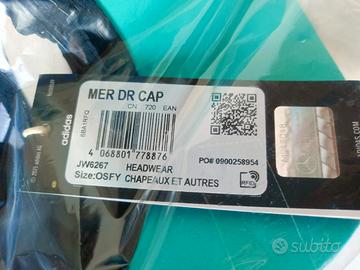 MER DR CAP
CN 720 EAN
6BA1RFQ
adidas
4 068801 778876
JW6267 HEADWEAR
PO# 0900258954
Size:OSFY CHAPEAUX ET AUTRES
RFID
subito